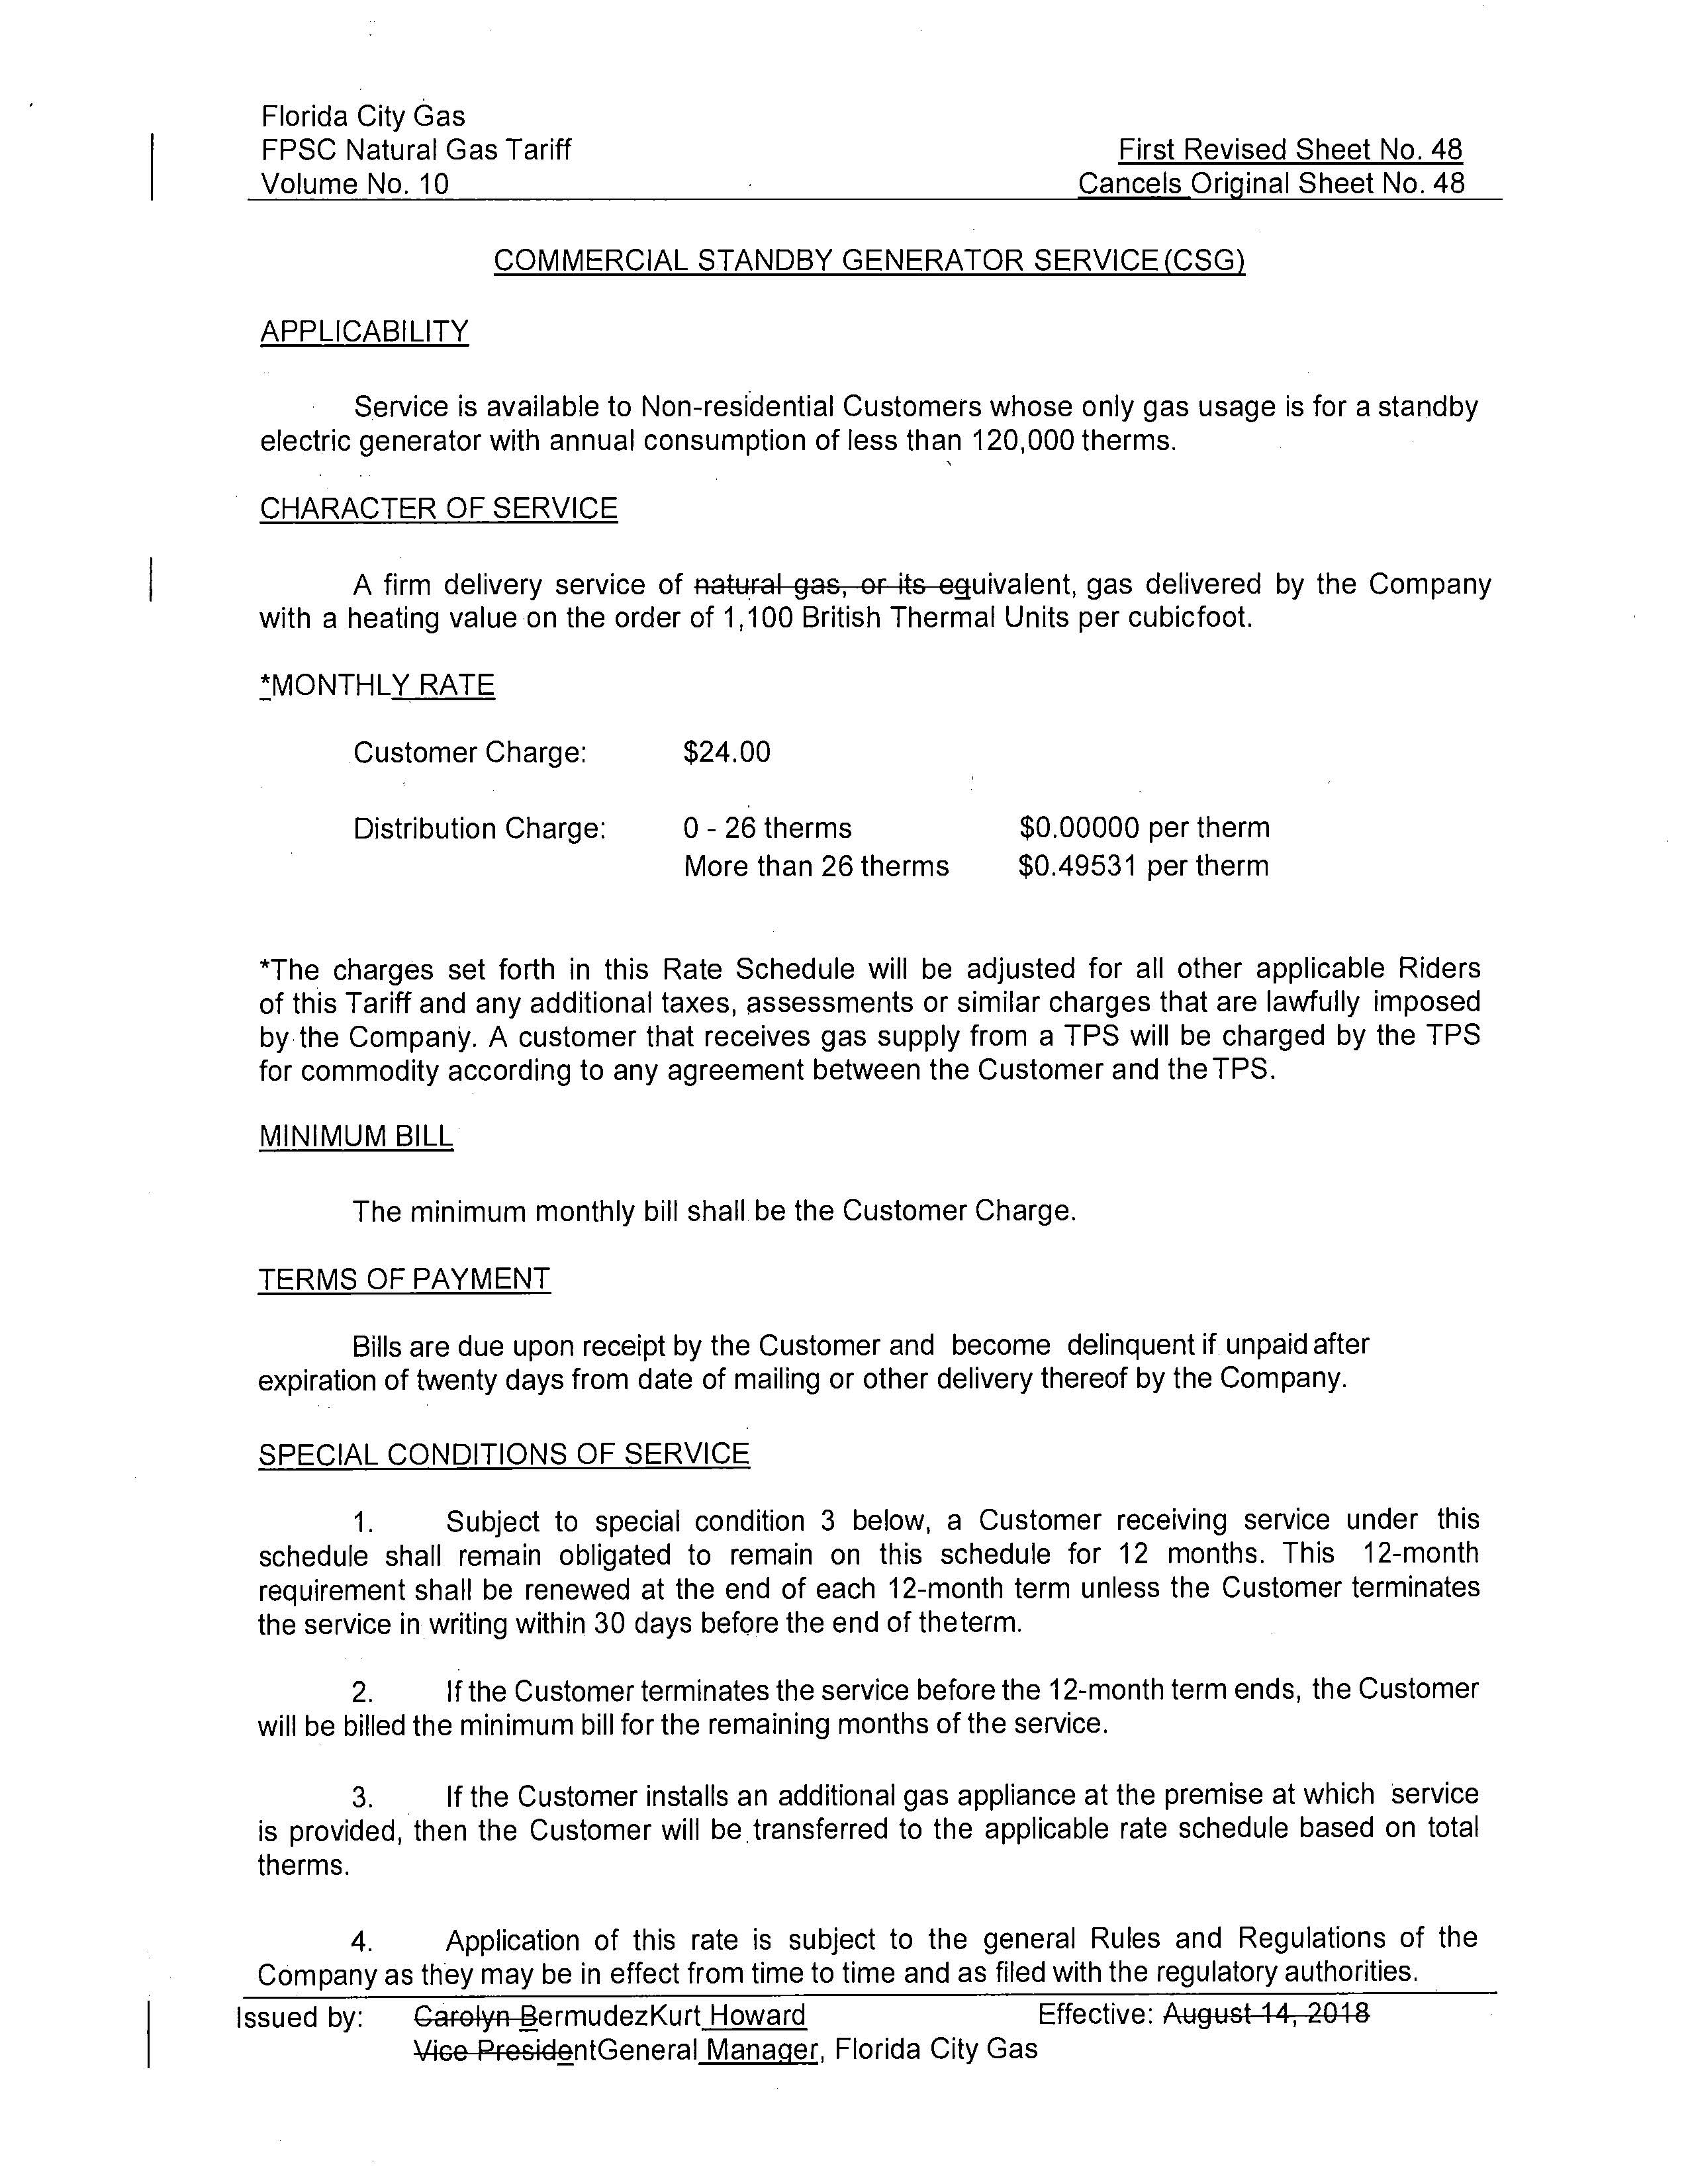 Florida City Gas
FPSC Natural Gas Tariff
First Revised Sheet No. 48
Volume No. 10
Cancels Original Sheet No. 48
COMMERCIAL STANDBY GENERATOR SERVICE (CSG)
APPLICABILITY
Service is available to Non-residential Customers whose only gas usage is for a standby
electric generator with annual consumption of less than 120,000 therms.
CHARACTER OF SERVICE
A firm delivery service of natural gas, or its equivalent, gas delivered by the Company
with a heating value on the order of 1,100 British Thermal Units per cubicfoot.
*MONTHLY RATE
Customer Charge: $24.00
Distribution Charge: 0 - 26 therms $0.00000 per therm
More than 26 therms $0.49531 per therm
*The charges set forth in this Rate Schedule will be adjusted for all other applicable Riders
of this Tariff and any additional taxes, assessments or similar charges that are lawfully imposed
by the Company. A customer that receives gas supply from a TPS will be charged by the TPS
for commodity according to any agreement between the Customer and theTPS.
MINIMUM BILL
The minimum monthly bill shall be the Customer Charge.
TERMS OF PAYMENT
Bills are due upon receipt by the Customer and become delinquent if unpaid after
expiration of twenty days from date of mailing or other delivery thereof by the Company.
SPECIAL CONDITIONS OF SERVICE
1. Subject to special condition 3 below, a Customer receiving service under this
schedule shall remain obligated to remain on this schedule for 12 months. This 12-month
requirement shall be renewed at the end of each 12-month term unless the Customer terminates
the service in writing within 30 days before the end of theterm.
2. If the Customer terminates the service before the 12-month term ends, the Customer
will be billed the minimum bill for the remaining months of the service.
3. If the Customer installs an additional gas appliance at the premise at which service
is provided, then the Customer will be transferred to the applicable rate schedule based on total
therms.
4. Application of this rate is subject to the general Rules and Regulations of the
Company as they may be in effect from time to time and as filed with the regulatory authorities.
Issued by: Carolyn BermudezKurt Howard Effective: August 14, 2018
Vice PresidentGeneral Manager, Florida City Gas